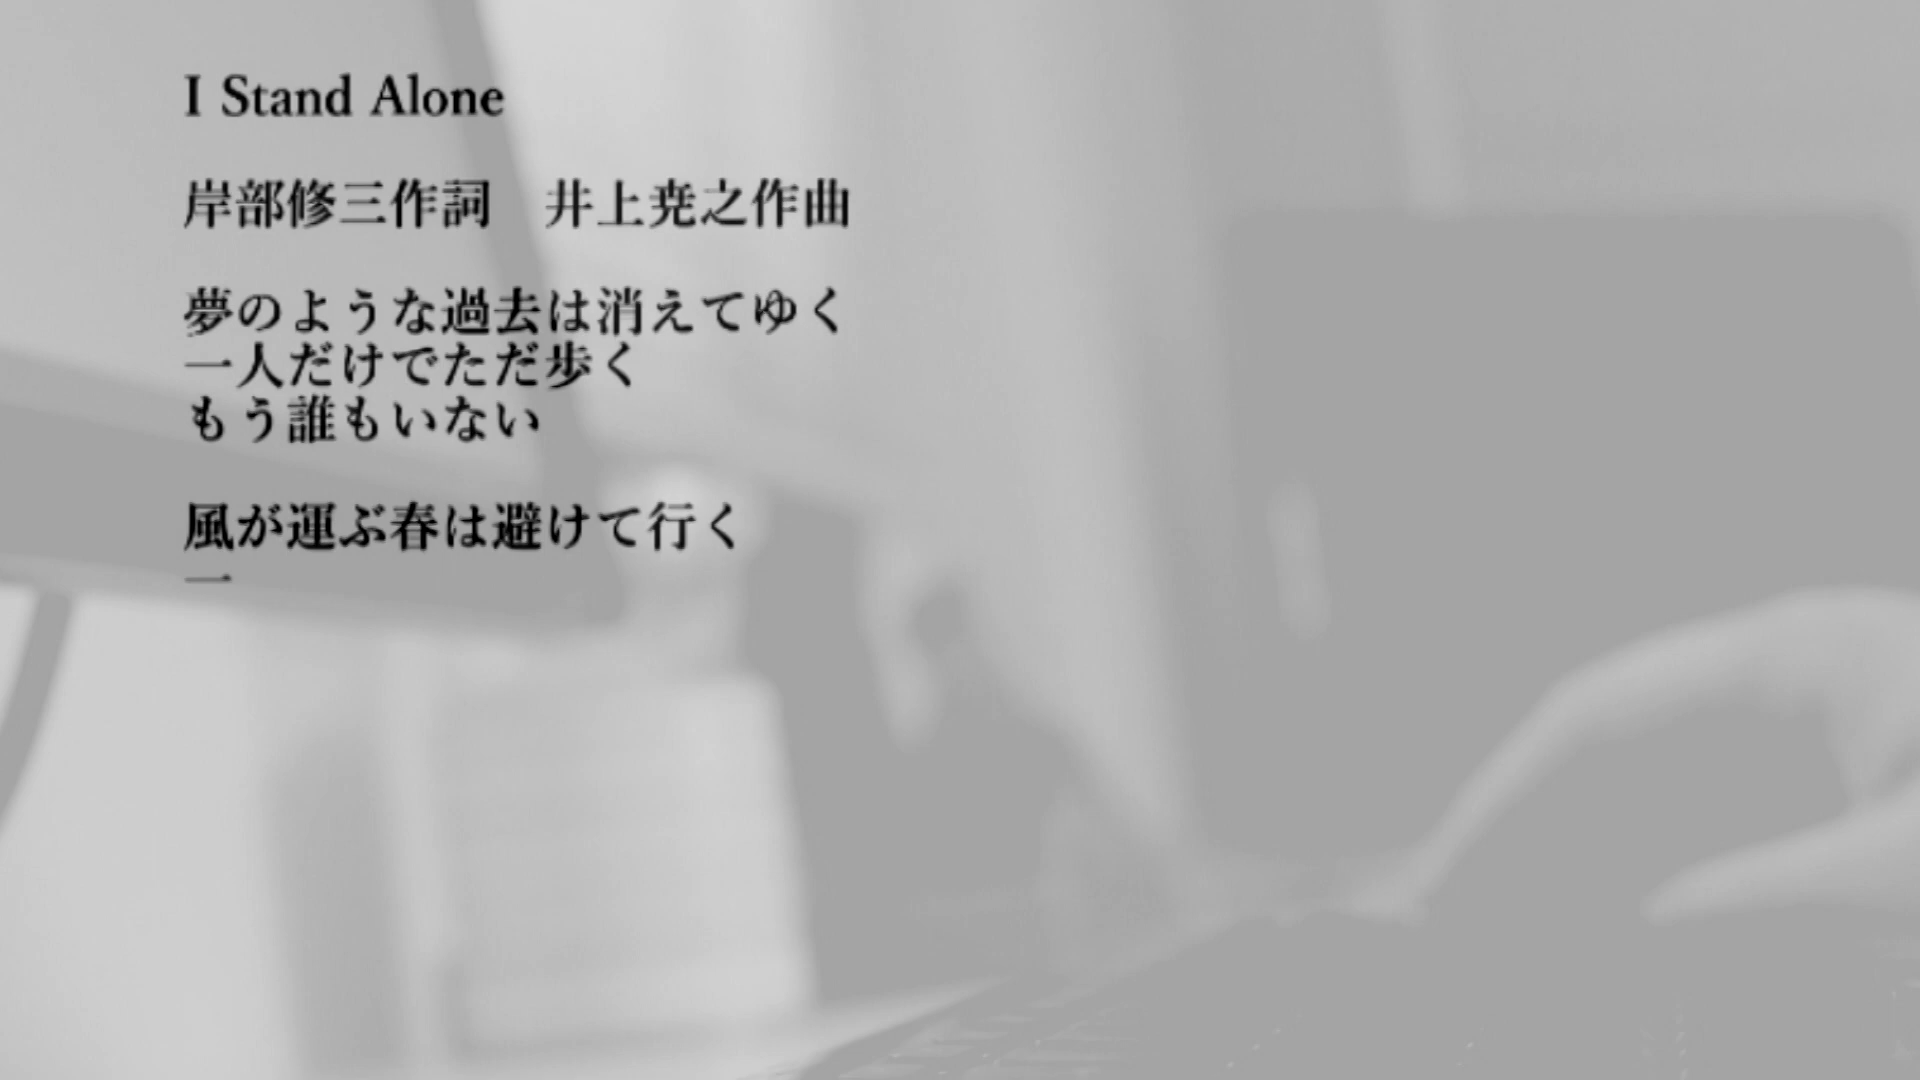 I Stand Alone
岸部修三作詞　井上堯之作曲
夢のような過去は消えてゆく
一人だけでただ歩く
もう誰もいない
風が運ぶ春は避けて行く
一